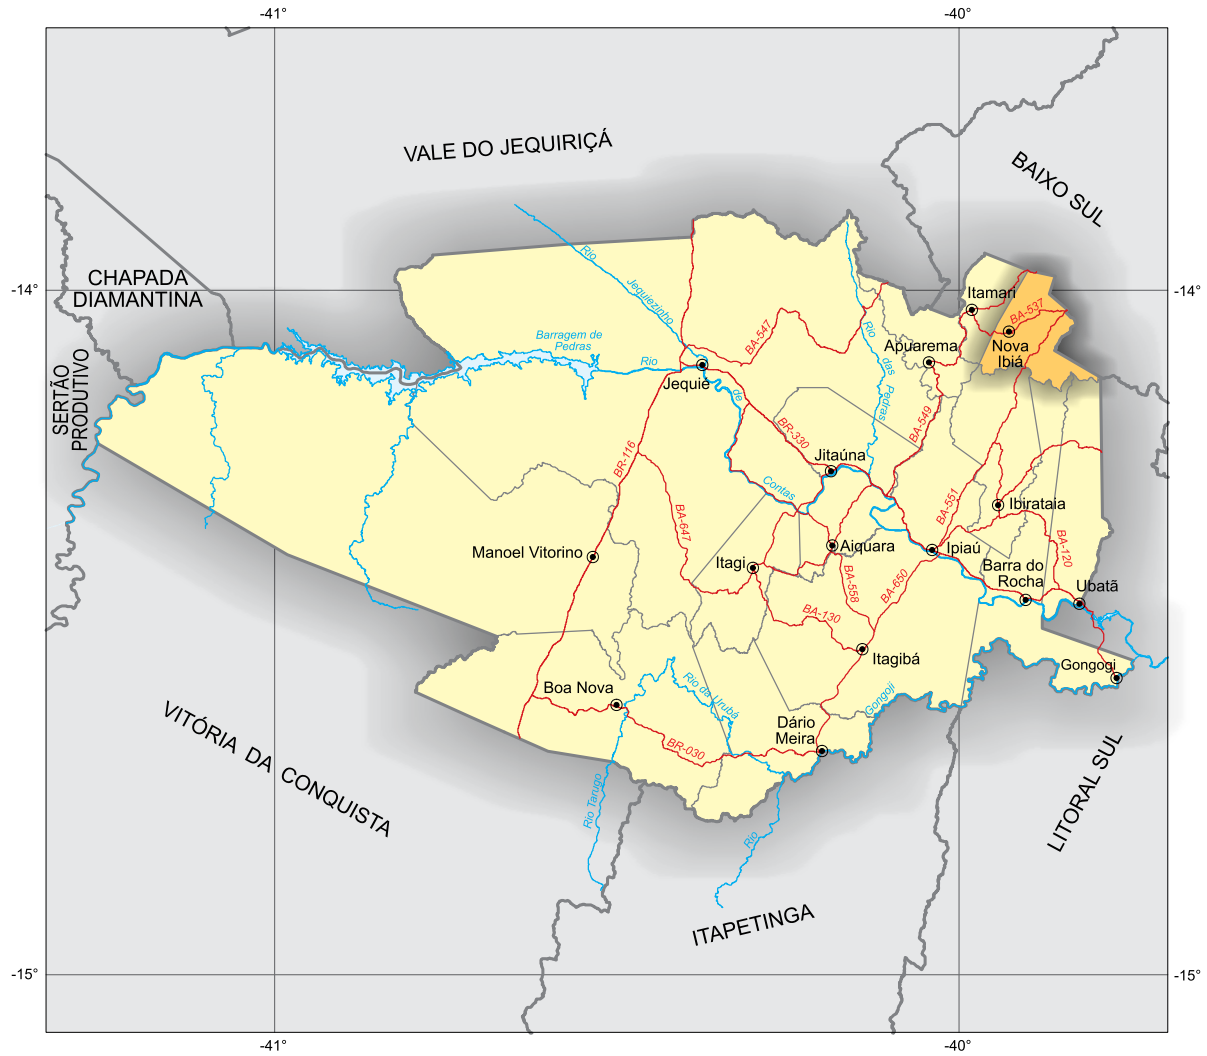 -41°
-40°
VALE DO JEQUIRIÇÁ
BAIXO SUL
CHAPADA
DIAMANTINA
-14°
-14°
SERTÃO
PRODUTIVO
Rio
Jequiezinho
Barragem de
Pedras
Rio
de
Contas
Jequié
BA-547
Rio
das
Pedras
Itamari
BA-537
Nova
Ibiá
Apuarema
BA-549
BR-330
BR-116
Jitaúna
BA-647
BA-551
Ibirataia
Manoel Vitorino
Itagi
Aiquara
Ipiaú
BA-120
Barra do
Rocha
Ubatã
BA-558
BA-650
BA-130
Itagibá
Gongogi
Boa Nova
Rio da Urubá
Gongoji
Dário
Meira
BR-030
Rio Tarugo
Rio
VITÓRIA DA CONQUISTA
LITORAL SUL
ITAPETINGA
-15°
-15°
-41°
-40°